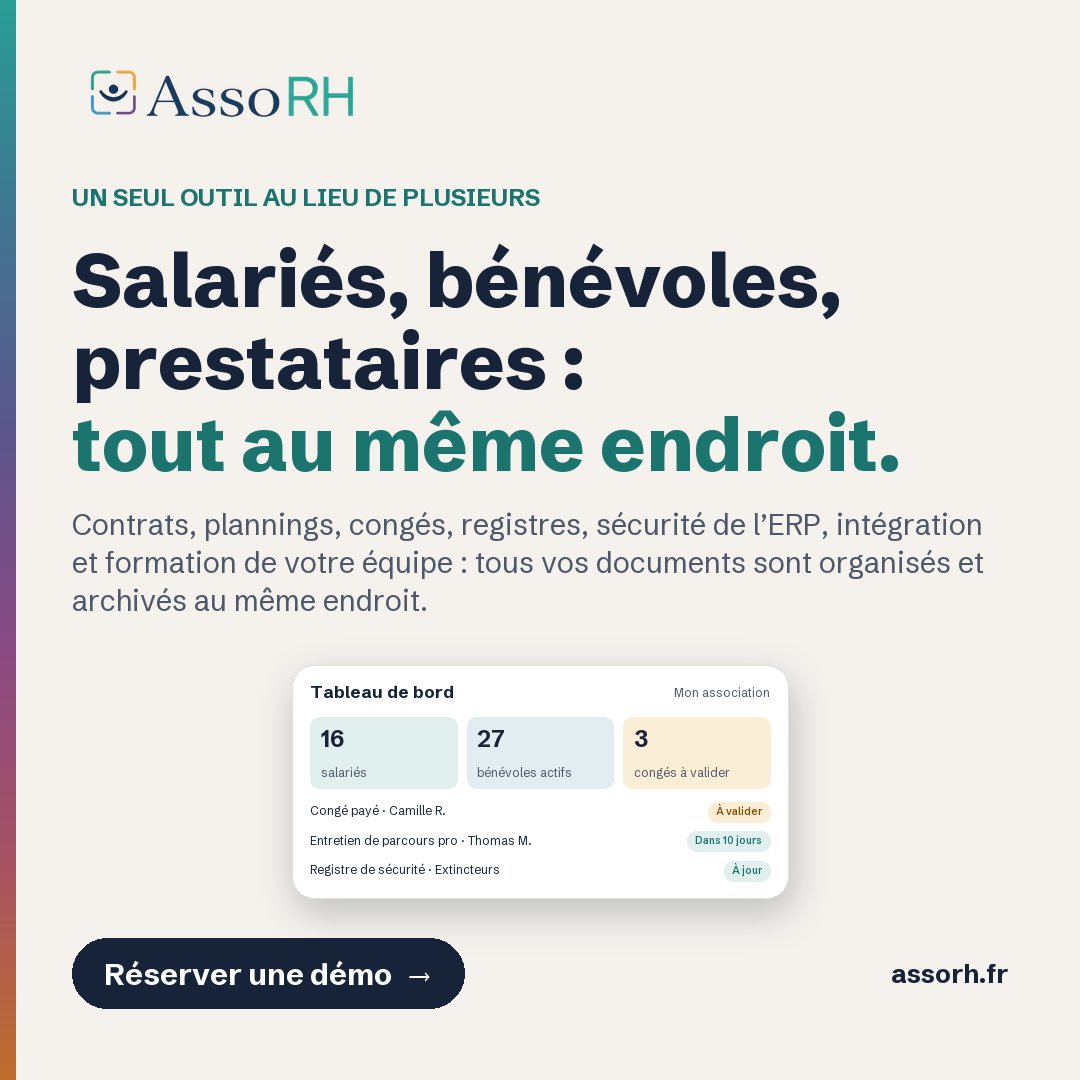 AssoRH
UN SEUL OUTIL AU LIEU DE PLUSIEURS
Salariés, bénévoles,
prestataires :
tout au même endroit.
Contrats, plannings, congés, registres, sécurité de l’ERP, intégration
et formation de votre équipe : tous vos documents sont organisés et
archivés au même endroit.
Tableau de bord
Mon association
16
salariés
27
bénévoles actifs
3
congés à valider
Congé payé · Camille R.
À valider
Entretien de parcours pro · Thomas M.
Dans 10 jours
Registre de sécurité · Extincteurs
À jour
Réserver une démo →
assorh.fr